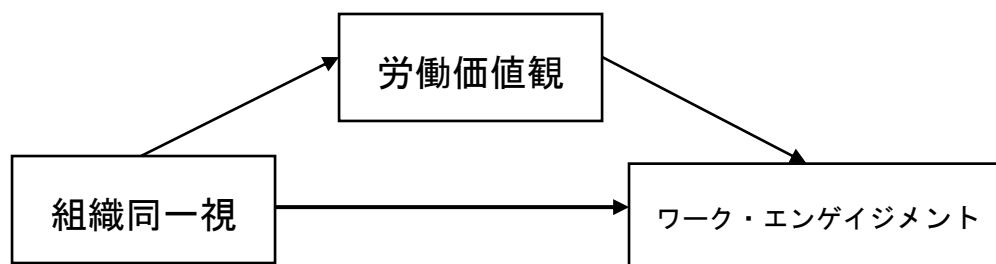 労働価値観
組織同一視
ワーク・エンゲイジメント